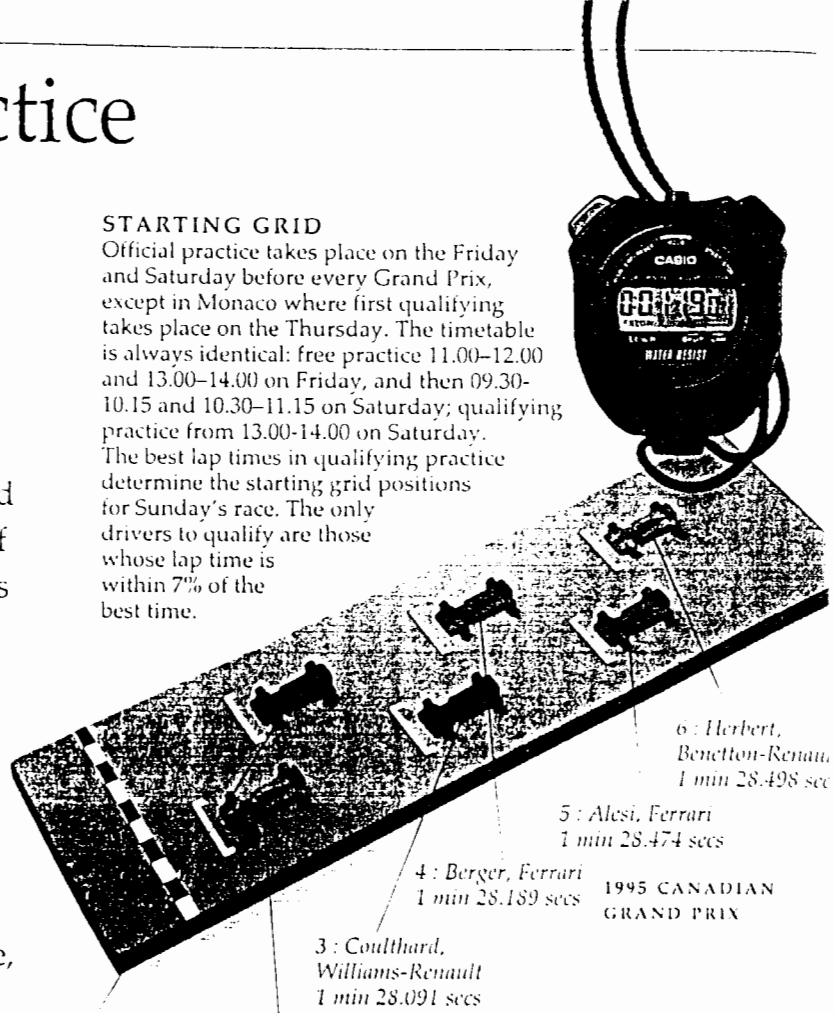 ctice
STARTING GRID
Official practice takes place on the Friday
and Saturday before every Grand Prix,
except in Monaco where first qualifying
takes place on the Thursday. The timetable
is always identical: free practice 11.00–12.00
and 13.00–14.00 on Friday, and then 09.30-
10.15 and 10.30–11.15 on Saturday; qualifying
practice from 13.00-14.00 on Saturday.
The best lap times in qualifying practice
determine the starting grid positions
for Sunday's race. The only
drivers to qualify are those
whose lap time is
within 7% of the
best time.
CASIO
WATER RESIST
d
f
s
e,
6 : Herbert,
Benetton-Renau
1 min 28.498 sec
5 : Alesi, Ferrari
1 min 28.474 secs
4 : Berger, Ferrari
1 min 28.189 secs
1995 CANADIAN
GRAND PRIX
3 : Coulthard,
Williams-Renault
1 min 28.091 secs